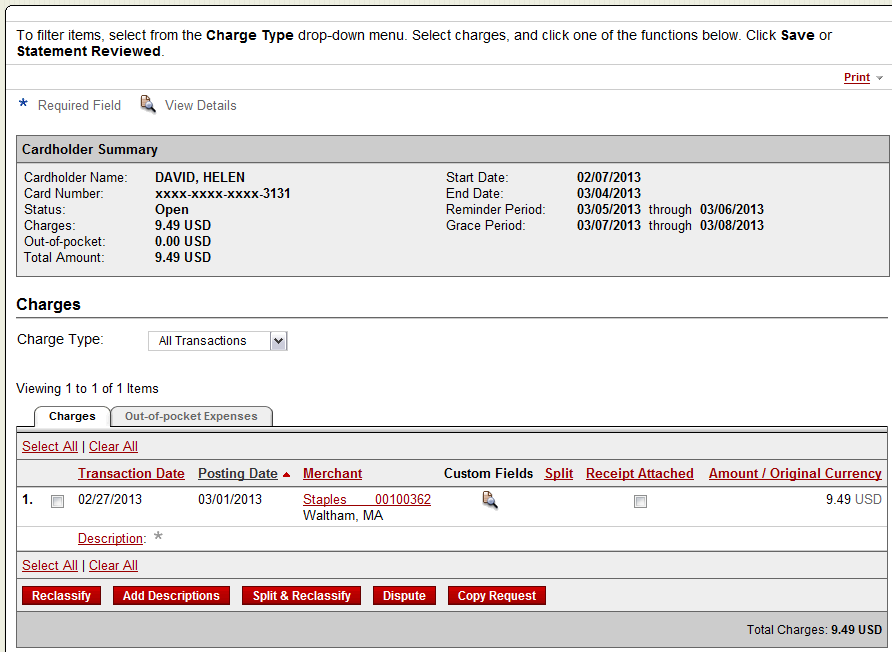 To filter items, select from the Charge Type drop-down menu. Select charges, and click one of the functions below. Click Save or
Statement Reviewed.
Print
* Required Field View Details
Cardholder Summary
Cardholder Name: DAVID, HELEN Start Date: 02/07/2013
Card Number: xxxx-xxxx-xxxx-3131 End Date: 03/04/2013
Status: Open Reminder Period: 03/05/2013 through 03/06/2013
Charges: 9.49 USD Grace Period: 03/07/2013 through 03/08/2013
Out-of-pocket: 0.00 USD
Total Amount: 9.49 USD
Charges
Charge Type: All Transactions
Viewing 1 to 1 of 1 Items
Charges Out-of-pocket Expenses
Select All | Clear All
Transaction Date Posting Date Merchant Custom Fields Split Receipt Attached Amount / Original Currency
1. 02/27/2013 03/01/2013 Staples 00100362 9.49 USD
Waltham, MA
Description: *
Select All | Clear All
Reclassify Add Descriptions Split & Reclassify Dispute Copy Request
Total Charges: 9.49 USD